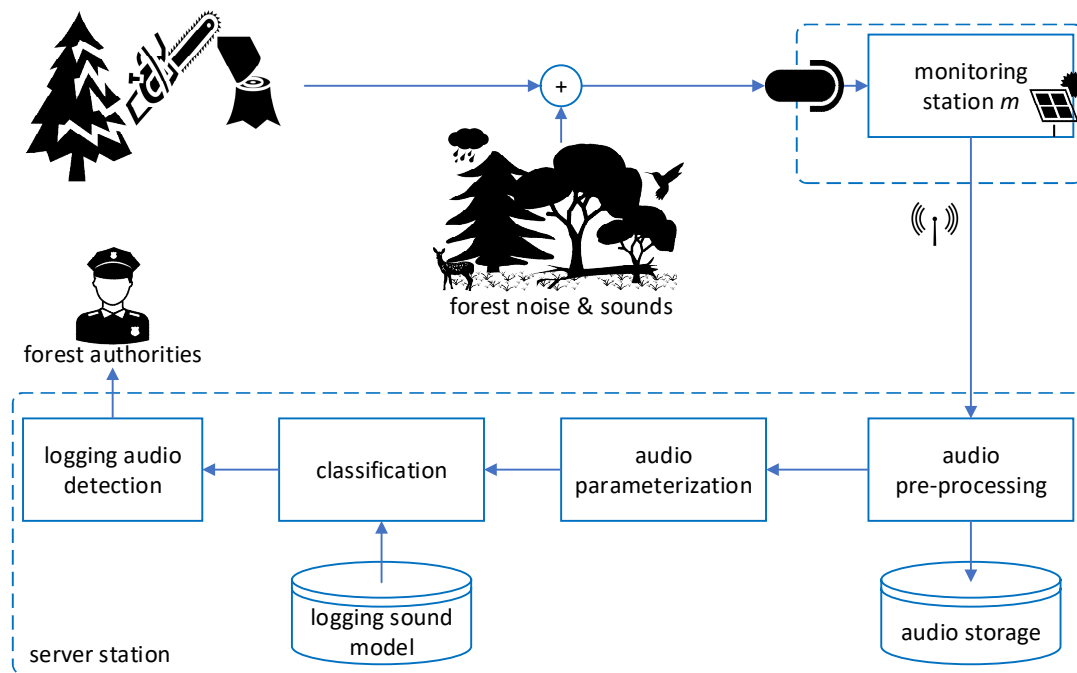 +
monitoring
station m
forest noise & sounds
forest authorities
logging audio
detection
classification
audio
parameterization
audio
pre-processing
logging sound
model
audio storage
server station